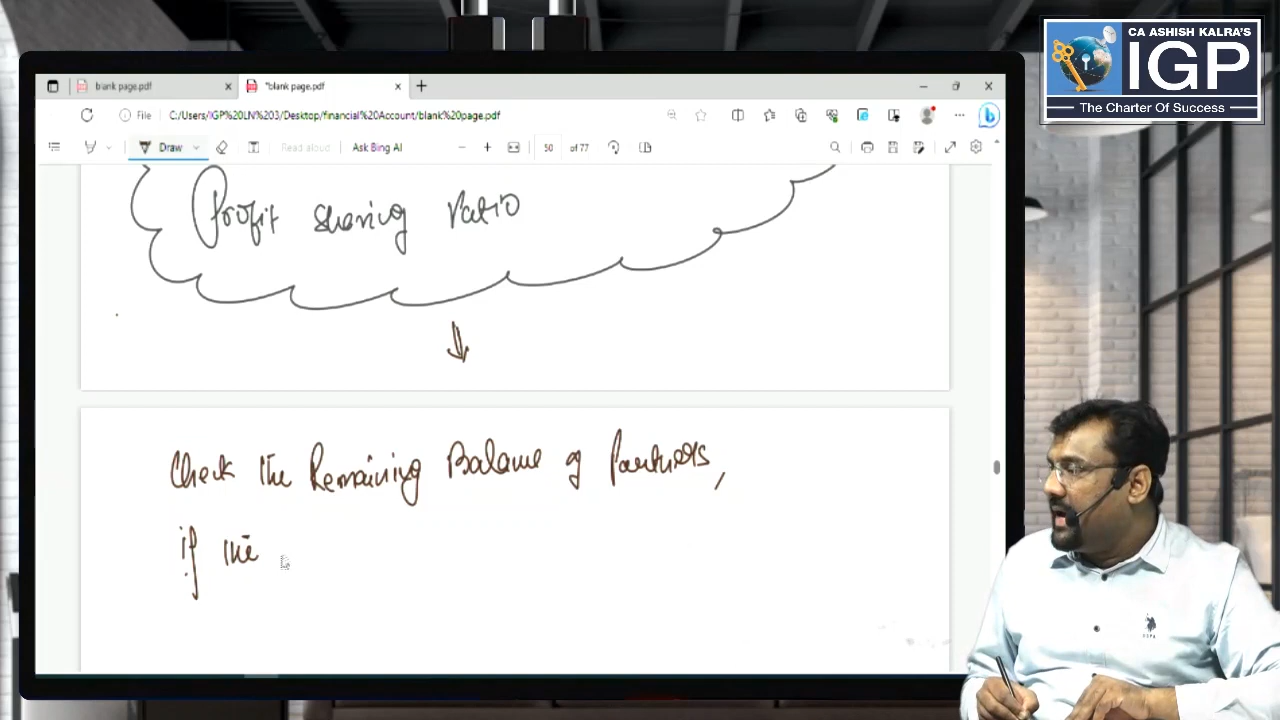 CA ASHISH KALRA'S
IGP
The Charter Of Success
blank page.pdf
*blank page.pdf
File
C:/Users/IGP%20LN%203/Desktop/financial%20Account/blank%20page.pdf
Draw
Read aloud
Ask Bing AI
50 of 77
Profit sharing ratio
Check the Remaining Balance of Partners,
if the